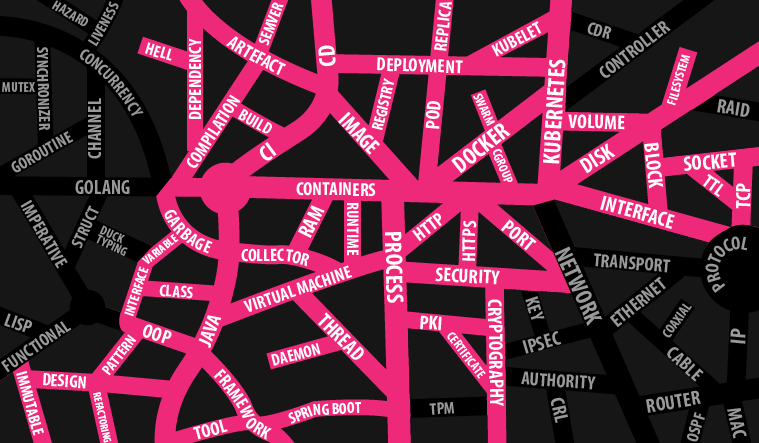 HAZARD
LIVENESS
SEMVER
REPLICA
CD
KUBELET
CDR
CONTROLLER
HELL
DEPENDENCY
ARTEFACT
DEPLOYMENT
KUBERNETES
FILESYSTEM
MUTEX
SYNCHRONIZER
CONCURRENCY
CHANNEL
COMPILATION
BUILD
CI
REGISTRY
IMAGE
POD
SWARM
DOCKER
CGROUP
VOLUME
RAID
GOROUTINE
DISK
BLOCK
SOCKET
TTL
TCP
GOLANG
CONTAINERS
IMPERATIVE
STRUCT
DUCK
TYPING
GARBAGE
COLLECTOR
RAM
RUNTIME
PROCESS
HTTP
HTTPS
PORT
INTERFACE
INTERFACE
VARIABLE
CLASS
VIRTUAL MACHINE
SECURITY
NETWORK
TRANSPORT
PROTOCOL
LISP
FUNCTIONAL
OOP
JAVA
THREAD
PKI
CRYPTOGRAPHY
KEY
ETHERNET
COAXIAL
IP
PATTERN
DAEMON
CERTIFICATE
IPSEC
CABLE
IMMUTABLE
DESIGN
REFACTORING
FRAMEWORK
AUTHORITY
TOOL
SPRING BOOT
TPM
CRL
ROUTER
OSPF
MAC